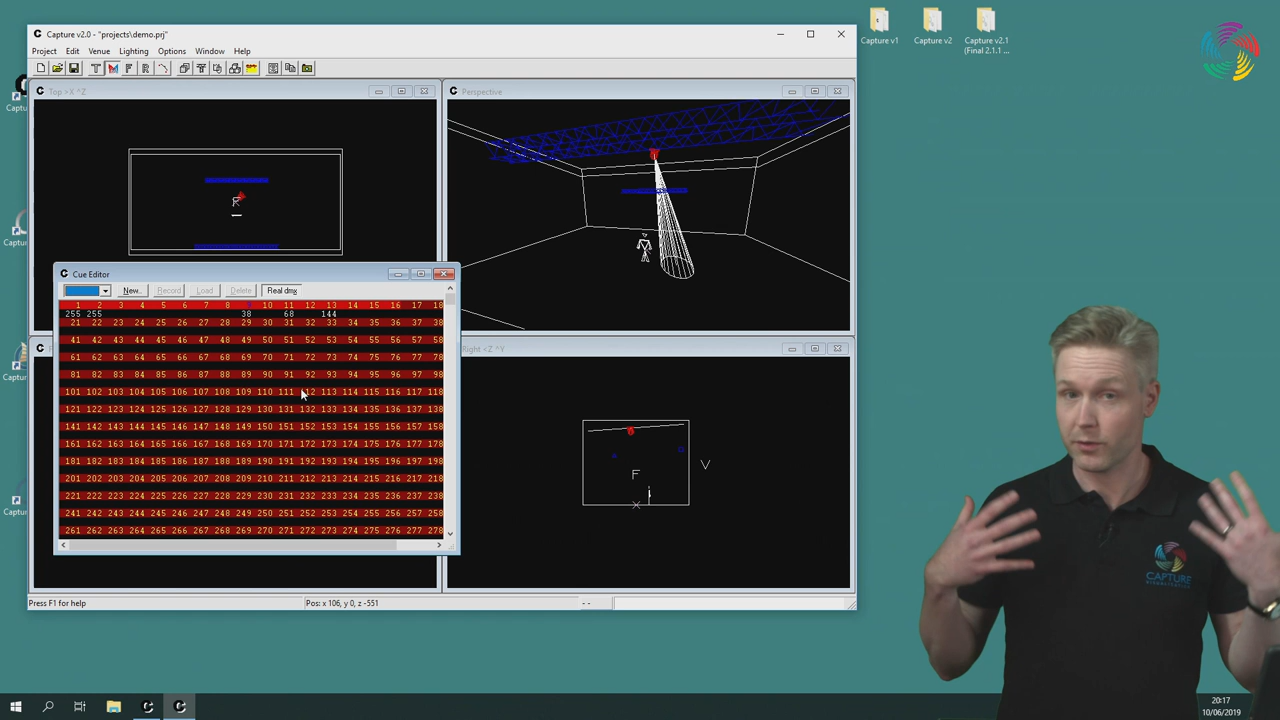 Capture v2.0 - "projects\demo.prj"
Project Edit Venue Lighting Options Window Help
T F R
Top >X ^Z
Perspective
Cue Editor
New.. Record Load Delete Real dmx
1 2 3 4 5 6 7 8 9 10 11 12 13 14 15 16 17 18
255 255 38 68 144
21 22 23 24 25 26 27 28 29 30 31 32 33 34 35 36 37 38
41 42 43 44 45 46 47 48 49 50 51 52 53 54 55 56 57 58
61 62 63 64 65 66 67 68 69 70 71 72 73 74 75 76 77 78
81 82 83 84 85 86 87 88 89 90 91 92 93 94 95 96 97 98
101 102 103 104 105 106 107 108 109 110 111 112 113 114 115 116 117 118
121 122 123 124 125 126 127 128 129 130 131 132 133 134 135 136 137 138
141 142 143 144 145 146 147 148 149 150 151 152 153 154 155 156 157 158
161 162 163 164 165 166 167 168 169 170 171 172 173 174 175 176 177 178
181 182 183 184 185 186 187 188 189 190 191 192 193 194 195 196 197 198
201 202 203 204 205 206 207 208 209 210 211 212 213 214 215 216 217 218
221 222 223 224 225 226 227 228 229 230 231 232 233 234 235 236 237 238
241 242 243 244 245 246 247 248 249 250 251 252 253 254 255 256 257 258
261 262 263 264 265 266 267 268 269 270 271 272 273 274 275 276 277 278
Right <Z ^Y
F
V
X
Press F1 for help
Pos: x 106, y 0, z -551
- -
Capture v1
Capture v2
Capture v2.1
(Final 2.1.1 ...
CAPTURE
20:17
10/06/2019